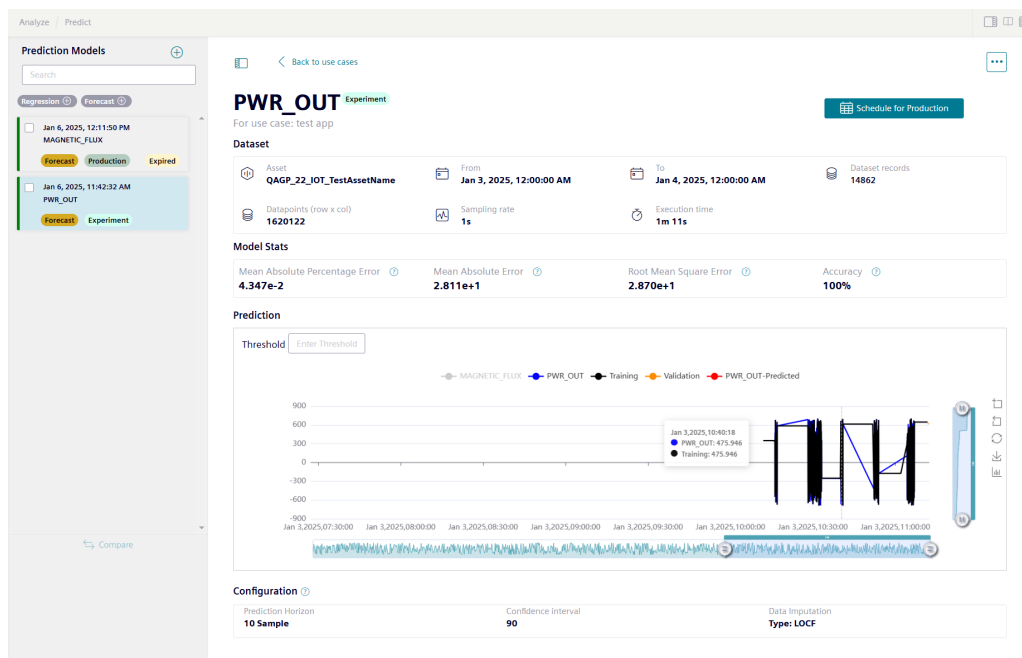 Analyze / Predict
Prediction Models
Search
Regression
Forecast
Jan 6, 2025, 12:11:50 PM
MAGNETIC_FLUX
Forecast Production Expired
Jan 6, 2025, 11:42:32 AM
PWR_OUT
Forecast Experiment
Compare
Back to use cases
PWR_OUT Experiment
For use case: test app
Schedule for Production
Dataset
Asset
QAGP_22_IOT_TestAssetName
From
Jan 3, 2025, 12:00:00 AM
To
Jan 4, 2025, 12:00:00 AM
Dataset records
14862
Datapoints (row x col)
1620122
Sampling rate
1s
Execution time
1m 11s
Model Stats
Mean Absolute Percentage Error
4.347e-2
Mean Absolute Error
2.811e+1
Root Mean Square Error
2.870e+1
Accuracy
100%
Prediction
Threshold Enter Threshold
MAGNETIC_FLUX PWR_OUT Training Validation PWR_OUT-Predicted
900
600
300
0
-300
-600
-900
Jan 3,2025,10:40:18
PWR_OUT: 475.946
Training: 475.946
Jan 3,2025,07:30:00 Jan 3,2025,08:00:00 Jan 3,2025,08:30:00 Jan 3,2025,09:00:00 Jan 3,2025,09:30:00 Jan 3,2025,10:00:00 Jan 3,2025,10:30:00 Jan 3,2025,11:00:00
Configuration
Prediction Horizon
10 Sample
Confidence Interval
90
Data Imputation
Type: LOCF